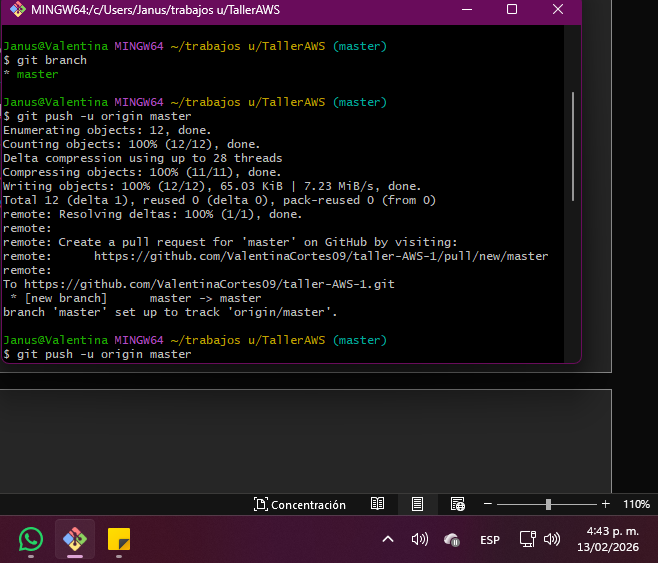 MINGW64:/c/Users/Janus/trabajos u/TallerAWS
Janus@Valentina MINGW64 ~/trabajos u/TallerAWS (master)
$ git branch
* master
Janus@Valentina MINGW64 ~/trabajos u/TallerAWS (master)
$ git push -u origin master
Enumerating objects: 12, done.
Counting objects: 100% (12/12), done.
Delta compression using up to 28 threads
Compressing objects: 100% (11/11), done.
Writing objects: 100% (12/12), 65.03 KiB | 7.23 MiB/s, done.
Total 12 (delta 1), reused 0 (delta 0), pack-reused 0 (from 0)
remote: Resolving deltas: 100% (1/1), done.
remote:
remote: Create a pull request for 'master' on GitHub by visiting:
remote:      https://github.com/ValentinaCortes09/taller-AWS-1/pull/new/master
remote:
To https://github.com/ValentinaCortes09/taller-AWS-1.git
 * [new branch]      master -> master
branch 'master' set up to track 'origin/master'.
Janus@Valentina MINGW64 ~/trabajos u/TallerAWS (master)
$ git push -u origin master
Concentración
110%
ESP
4:43 p. m.
13/02/2026